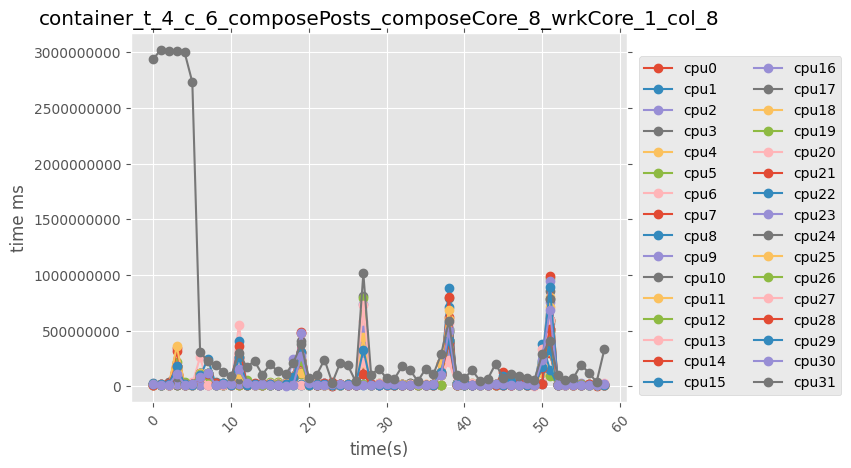 container_t_4_c_6_composePosts_composeCore_8_wrkCore_1_col_8
3000000000
2500000000
2000000000
1500000000
1000000000
500000000
0
time ms
0
10
20
30
40
50
60
time(s)
cpu0
cpu1
cpu2
cpu3
cpu4
cpu5
cpu6
cpu7
cpu8
cpu9
cpu10
cpu11
cpu12
cpu13
cpu14
cpu15
cpu16
cpu17
cpu18
cpu19
cpu20
cpu21
cpu22
cpu23
cpu24
cpu25
cpu26
cpu27
cpu28
cpu29
cpu30
cpu31